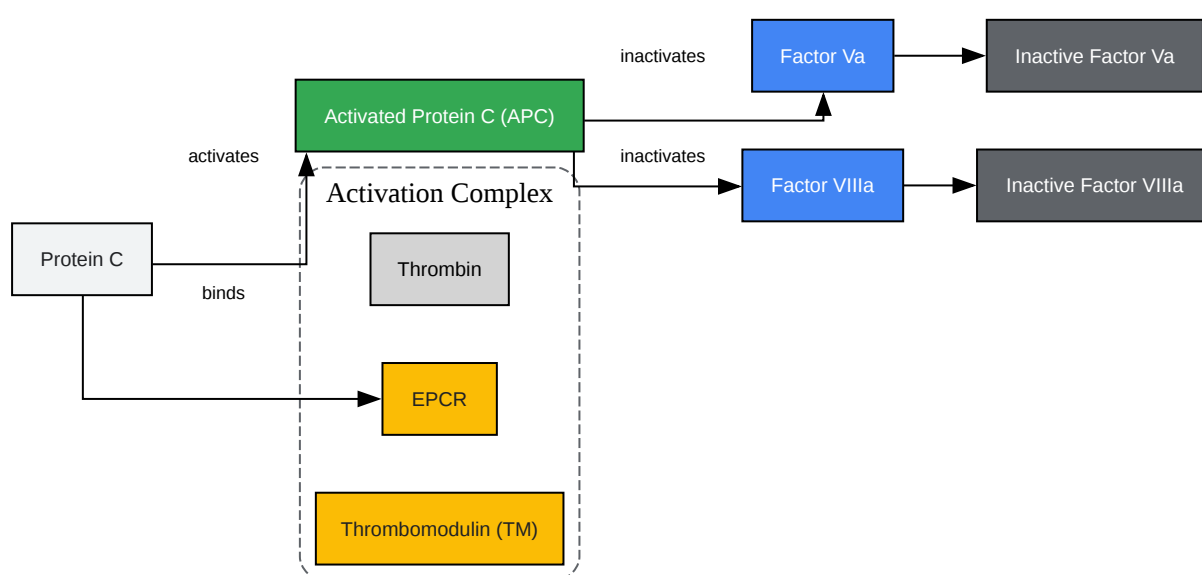 inactivates
Factor Va
Inactive Factor Va
Activated Protein C (APC)
activates
inactivates
Factor VIIIa
Inactive Factor VIIIa
Activation Complex
Protein C
binds
Thrombin
EPCR
Thrombomodulin (TM)